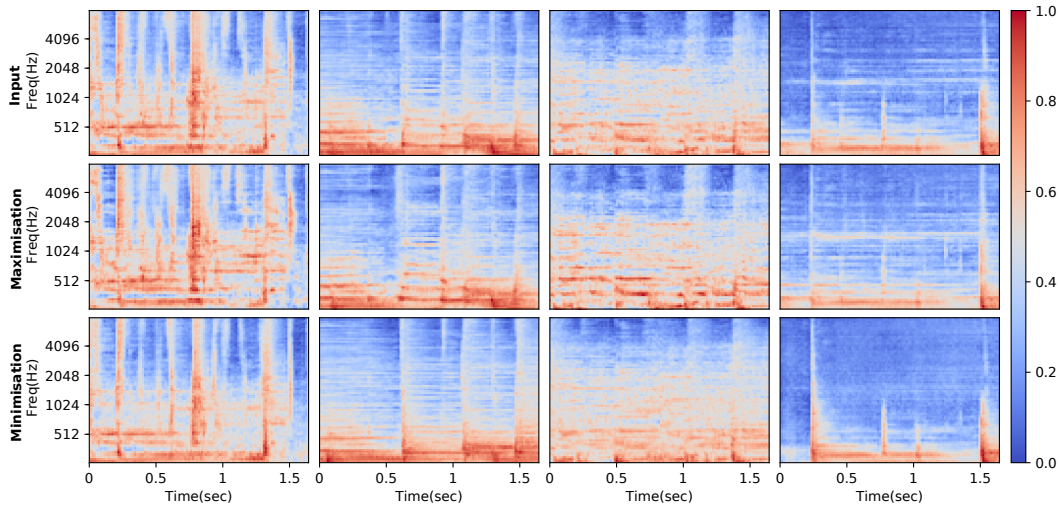 Input
Freq(Hz)
4096
2048
1024
512
Maximisation
Freq(Hz)
4096
2048
1024
512
Minimisation
Freq(Hz)
4096
2048
1024
512
0 0.5 1 1.5
0 0.5 1 1.5
0 0.5 1 1.5
0 0.5 1 1.5
Time(sec)
Time(sec)
Time(sec)
Time(sec)
1.0
0.8
0.6
0.4
0.2
0.0